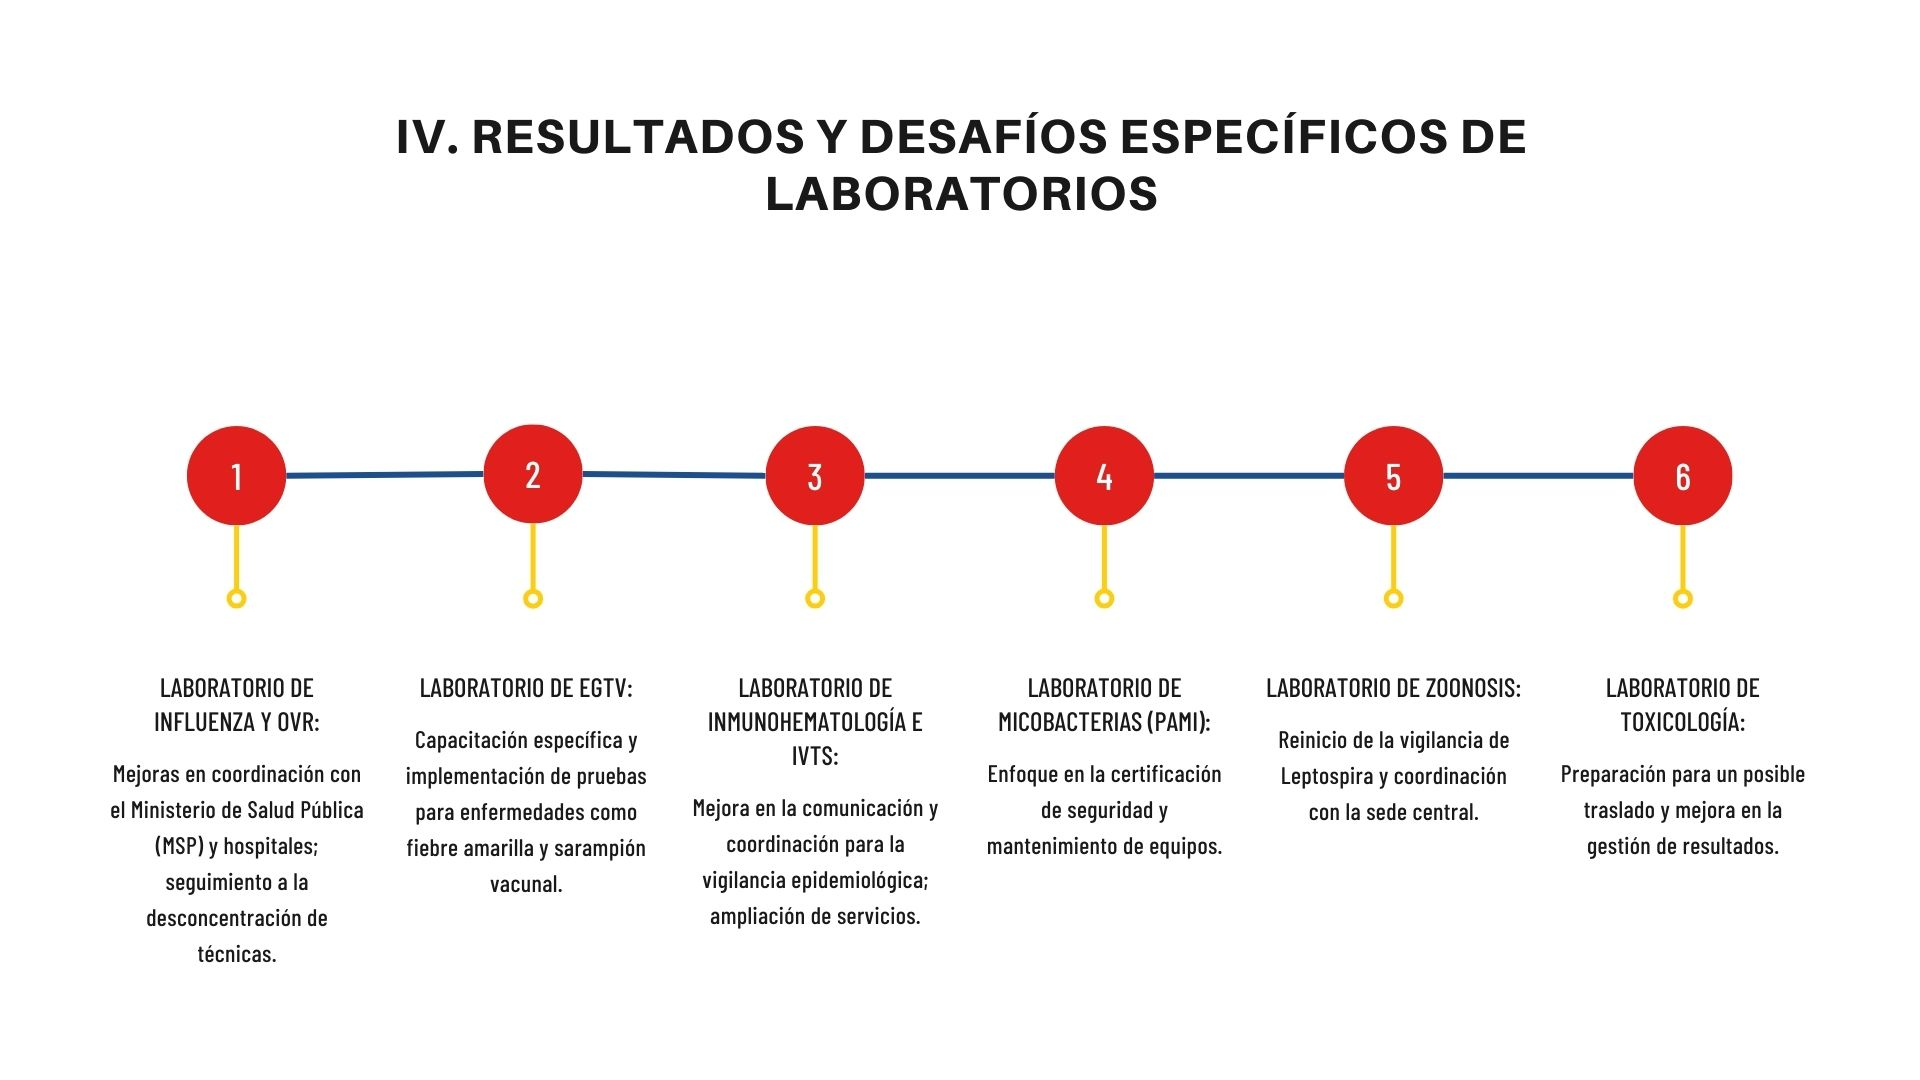 IV. RESULTADOS Y DESAFÍOS ESPECÍFICOS DE
LABORATORIOS
1
LABORATORIO DE
INFLUENZA Y OVR:
Mejoras en coordinación con
el Ministerio de Salud Pública
(MSP) y hospitales;
seguimiento a la
desconcentración de
técnicas.
2
LABORATORIO DE EGTV:
Capacitación específica y
implementación de pruebas
para enfermedades como
fiebre amarilla y sarampión
vacunal.
3
LABORATORIO DE
INMUNOHEMATOLOGÍA E
IVTS:
Mejora en la comunicación y
coordinación para la
vigilancia epidemiológica;
ampliación de servicios.
4
LABORATORIO DE
MICOBACTERIAS (PAMI):
Enfoque en la certificación
de seguridad y
mantenimiento de equipos.
5
LABORATORIO DE ZOONOSIS:
Reinicio de la vigilancia de
Leptospira y coordinación
con la sede central.
6
LABORATORIO DE
TOXICOLOGÍA:
Preparación para un posible
traslado y mejora en la
gestión de resultados.